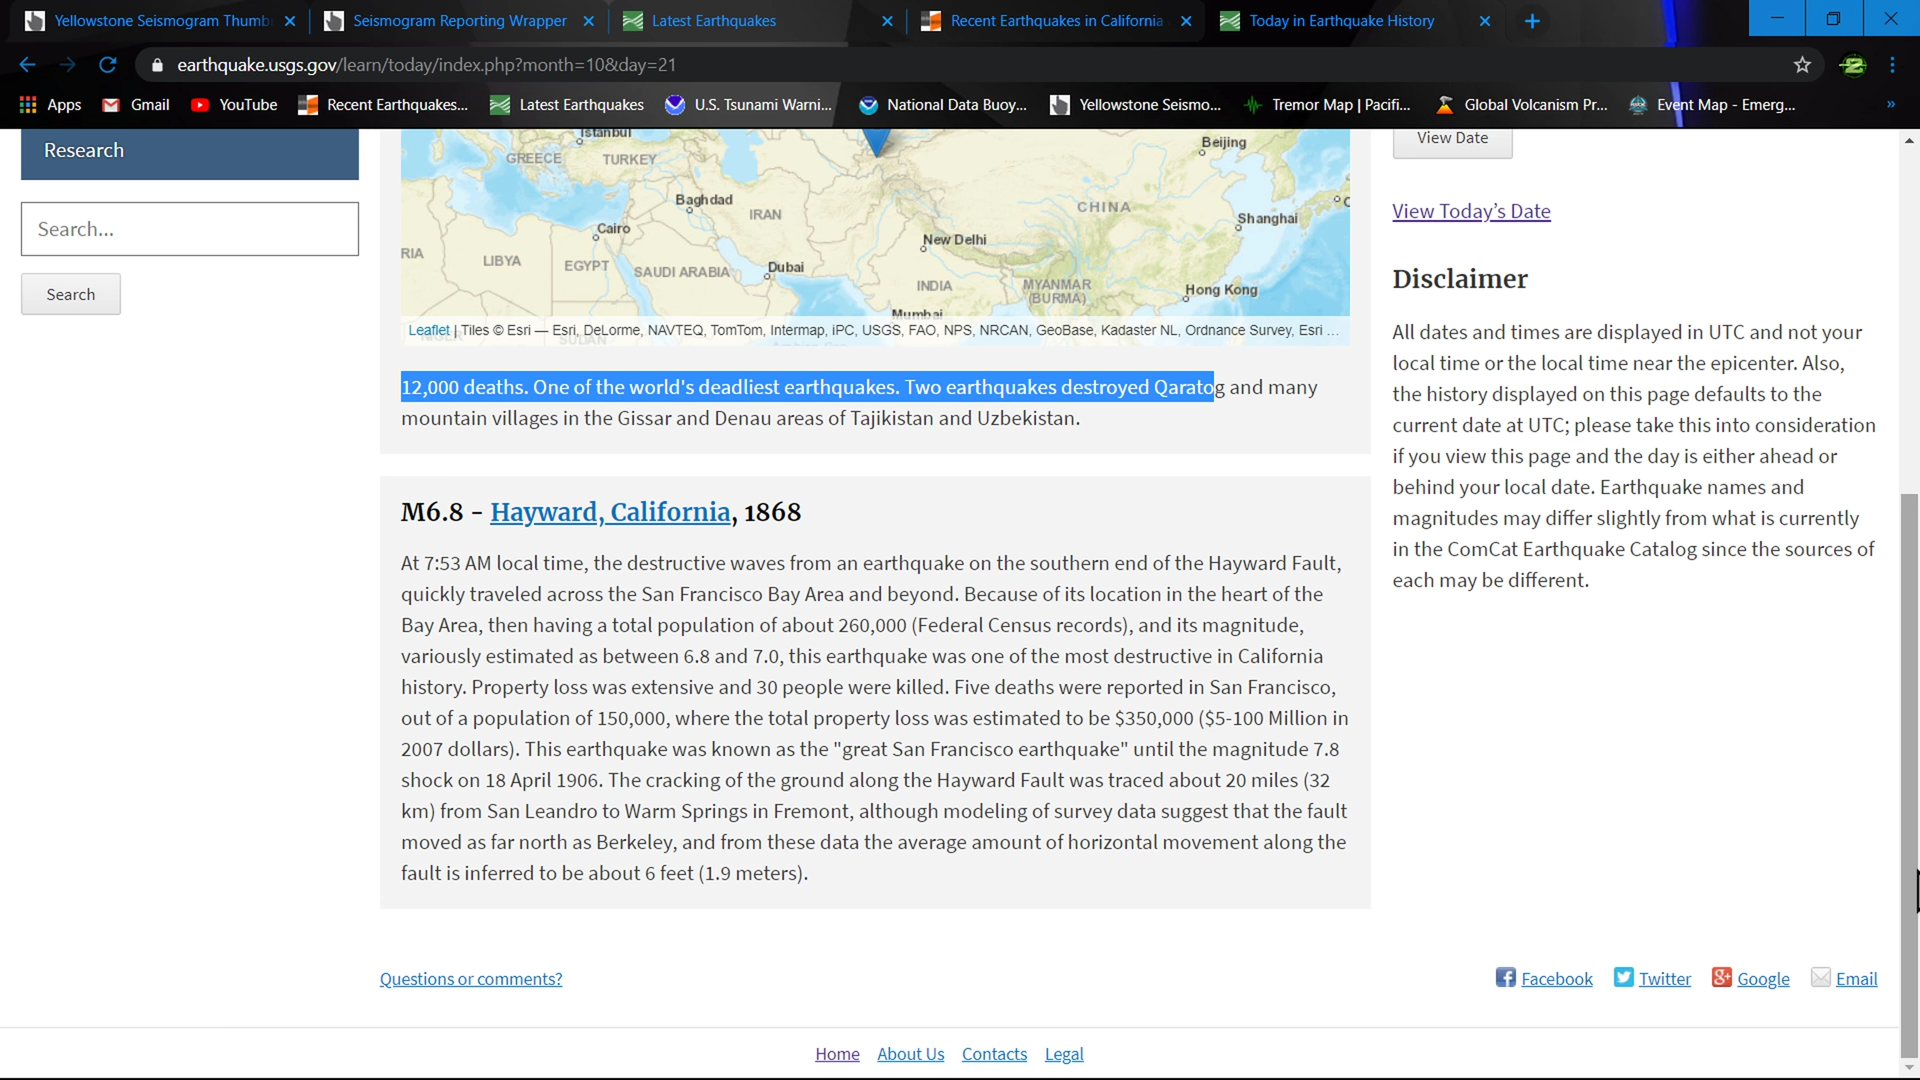 Yellowstone Seismogram Thumb
Seismogram Reporting Wrapper
Latest Earthquakes
Recent Earthquakes in California
Today in Earthquake History
earthquake.usgs.gov/learn/today/index.php?month=10&day=21
Apps
Gmail
YouTube
Recent Earthquakes...
Latest Earthquakes
U.S. Tsunami Warni...
National Data Buoy...
Yellowstone Seismo...
Tremor Map | Pacifi...
Global Volcanism Pr...
Event Map - Emerg...
»
Research
Search...
Search
Istanbul
GREECE
TURKEY
Beijing
Baghdad
IRAN
CHINA
Shanghai
Cairo
New Delhi
RIA
LIBYA
EGYPT
SAUDI ARABIA
Dubai
INDIA
MYANMAR
(BURMA)
Hong Kong
Mumbai
Leaflet | Tiles © Esri — Esri, DeLorme, NAVTEQ, TomTom, Intermap, iPC, USGS, FAO, NPS, NRCAN, GeoBase, Kadaster NL, Ordnance Survey, Esri ...
NIGER
SUDAN
12,000 deaths. One of the world's deadliest earthquakes. Two earthquakes destroyed Qaratog and many
mountain villages in the Gissar and Denau areas of Tajikistan and Uzbekistan.
M6.8 - Hayward, California, 1868
At 7:53 AM local time, the destructive waves from an earthquake on the southern end of the Hayward Fault,
quickly traveled across the San Francisco Bay Area and beyond. Because of its location in the heart of the
Bay Area, then having a total population of about 260,000 (Federal Census records), and its magnitude,
variously estimated as between 6.8 and 7.0, this earthquake was one of the most destructive in California
history. Property loss was extensive and 30 people were killed. Five deaths were reported in San Francisco,
out of a population of 150,000, where the total property loss was estimated to be $350,000 ($5-100 Million in
2007 dollars). This earthquake was known as the "great San Francisco earthquake" until the magnitude 7.8
shock on 18 April 1906. The cracking of the ground along the Hayward Fault was traced about 20 miles (32
km) from San Leandro to Warm Springs in Fremont, although modeling of survey data suggest that the fault
moved as far north as Berkeley, and from these data the average amount of horizontal movement along the
fault is inferred to be about 6 feet (1.9 meters).
View Date
View Today's Date
Disclaimer
All dates and times are displayed in UTC and not your
local time or the local time near the epicenter. Also,
the history displayed on this page defaults to the
current date at UTC; please take this into consideration
if you view this page and the day is either ahead or
behind your local date. Earthquake names and
magnitudes may differ slightly from what is currently
in the ComCat Earthquake Catalog since the sources of
each may be different.
Questions or comments?
Facebook
Twitter
Google
Email
Home
About Us
Contacts
Legal